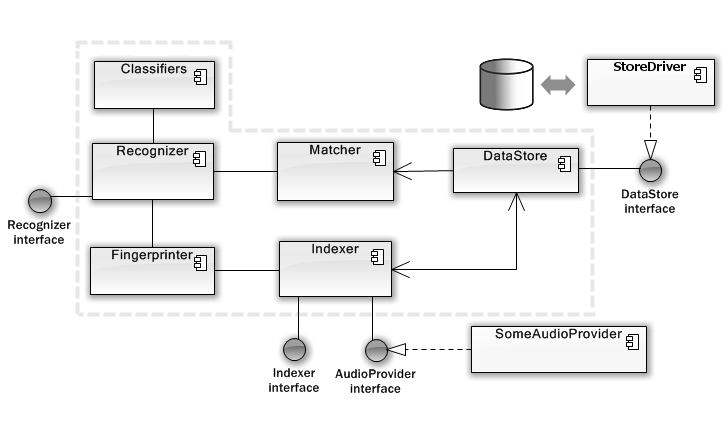 Classifiers
StoreDriver
Recognizer
Matcher
DataStore
DataStore
interface
Recognizer
interface
Fingerprinter
Indexer
SomeAudioProvider
Indexer
interface
AudioProvider
interface